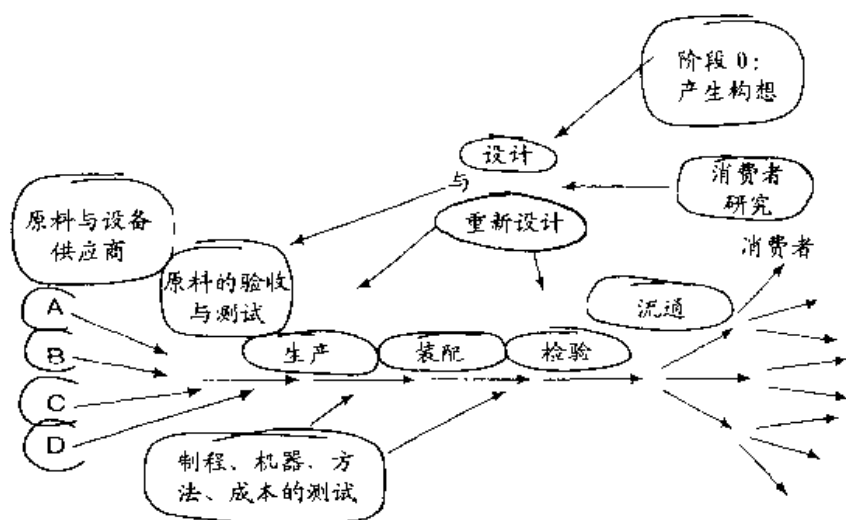 阶段 0:
产生构想
设计
与
重新设计
消费者
研究
消费者
原料与设备
供应商
原料的验收
与测试
流通
A
B
C
D
生产
装配
检验
制程、机器、方
法、成本的测试